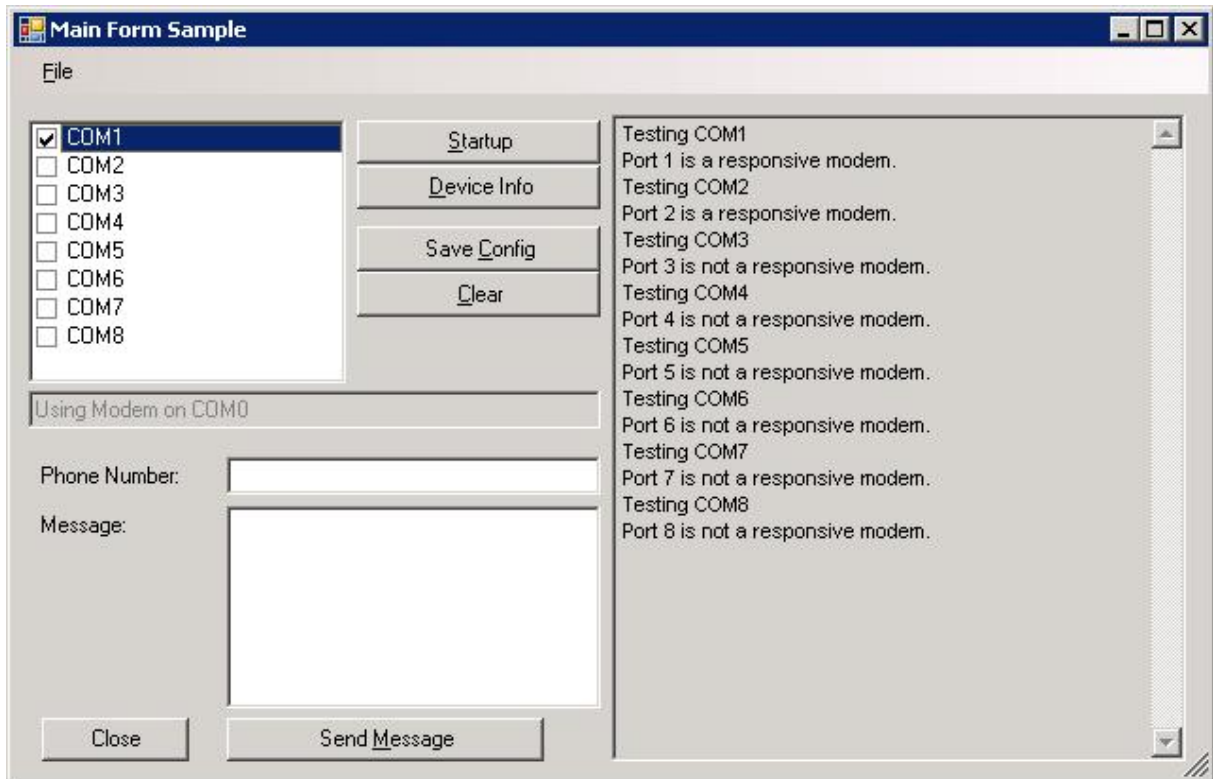 Main Form Sample
File
COM1
COM2
COM3
COM4
COM5
COM6
COM7
COM8
Startup
Device Info
Save Config
Clear
Using Modem on COM0
Phone Number:
Message:
Close
Send Message
Testing COM1
Port 1 is a responsive modem.
Testing COM2
Port 2 is a responsive modem.
Testing COM3
Port 3 is not a responsive modem.
Testing COM4
Port 4 is not a responsive modem.
Testing COM5
Port 5 is not a responsive modem.
Testing COM6
Port 6 is not a responsive modem.
Testing COM7
Port 7 is not a responsive modem.
Testing COM8
Port 8 is not a responsive modem.